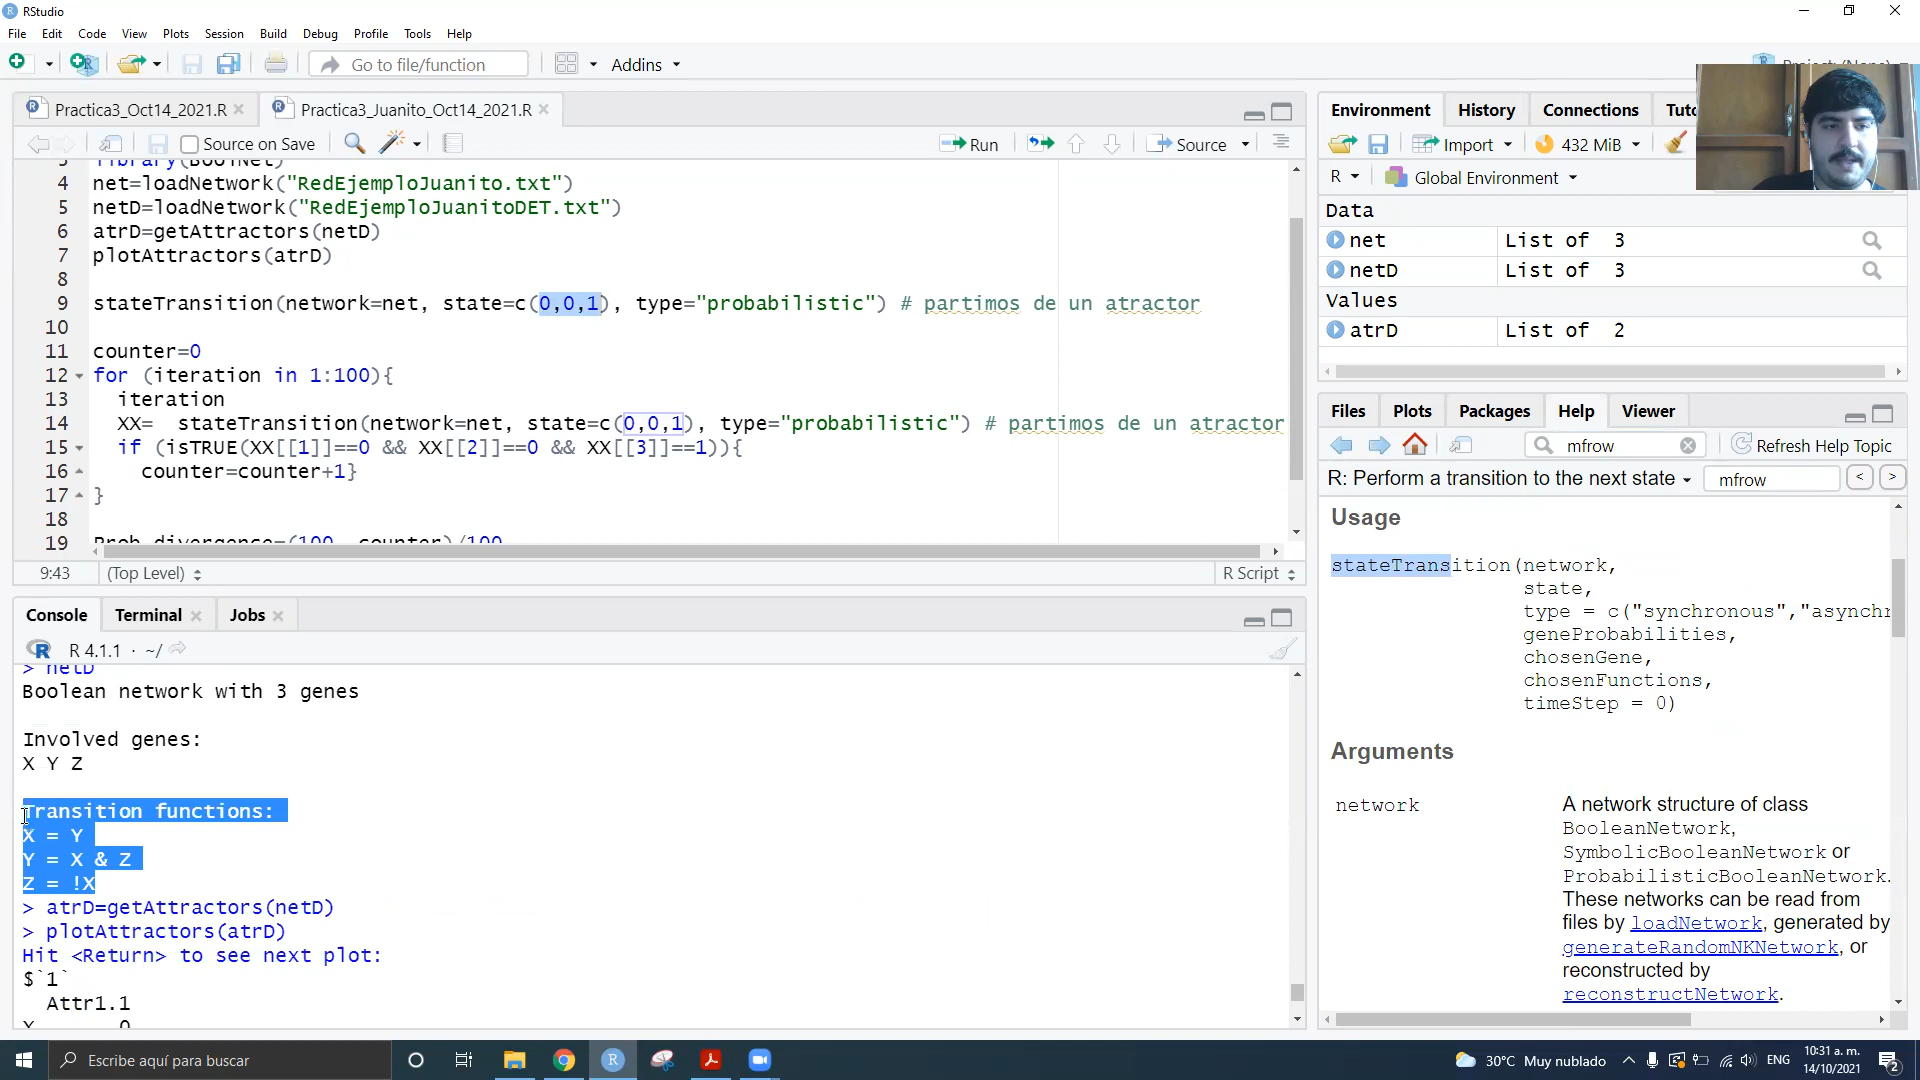 RStudio
File Edit Code View Plots Session Build Debug Profile Tools Help
Go to file/function Addins
Practica3_Oct14_2021.R Practica3_Juanito_Oct14_2021.R
Source on Save Run Source
library(BoolNet)
4 net=loadNetwork("RedEjemploJuanito.txt")
5 netD=loadNetwork("RedEjemploJuanitoDET.txt")
6 atrD=getAttractors(netD)
7 plotAttractors(atrD)
8
9 stateTransition(network=net, state=c(0,0,1), type="probabilistic") # partimos de un atractor
10
11 counter=0
12 for (iteration in 1:100){
13 iteration
14 XX= stateTransition(network=net, state=c(0,0,1), type="probabilistic") # partimos de un atractor
15 if (isTRUE(XX[[1]]==0 && XX[[2]]==0 && XX[[3]]==1)){
16 counter=counter+1}
17 }
18
19
9:43 (Top Level) R Script
Console Terminal Jobs
R 4.1.1 · ~/
> netD
Boolean network with 3 genes
Involved genes:
X Y Z
Transition functions:
X = Y
Y = X & Z
Z = !X
> atrD=getAttractors(netD)
> plotAttractors(atrD)
Hit <Return> to see next plot:
$`1`
Attr1.1
Environment History Connections
Import 432 MiB
R Global Environment
Data
net List of 3
netD List of 3
Values
atrD List of 2
Files Plots Packages Help Viewer
mfrow Refresh Help Topic
R: Perform a transition to the next state mfrow
Usage
stateTransition(network,
state,
type = c("synchronous","asynchr
geneProbabilities,
chosenGene,
chosenFunctions,
timeStep = 0)
Arguments
network A network structure of class
BooleanNetwork,
SymbolicBooleanNetwork or
ProbabilisticBooleanNetwork.
These networks can be read from
files by loadNetwork, generated by
generateRandomNKNetwork, or
reconstructed by
reconstructNetwork.
Escribe aquí para buscar
30°C Muy nublado ENG
10:31 a. m.
14/10/2021
2